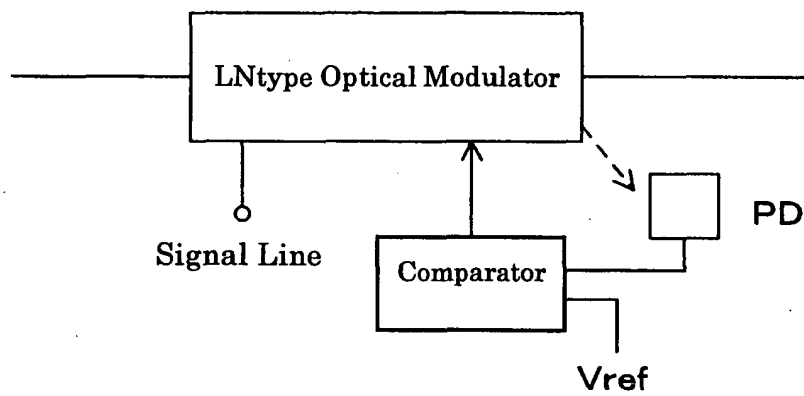 LNtype Optical Modulator
PD
Signal Line
Comparator
Vref